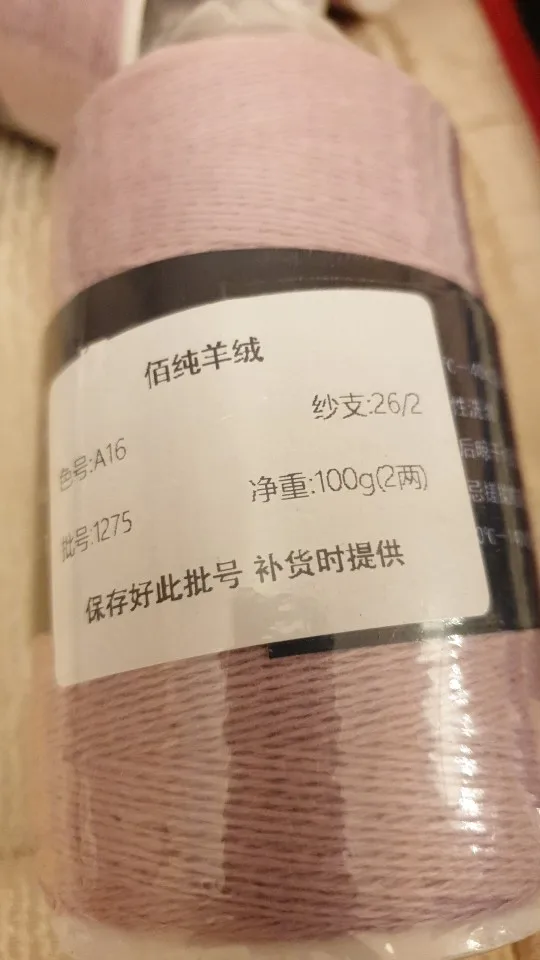 佰纯羊绒
纱支:26/2
色号:A16
净重:100g(2两)
批号:1275
保存好此批号 补货时提供